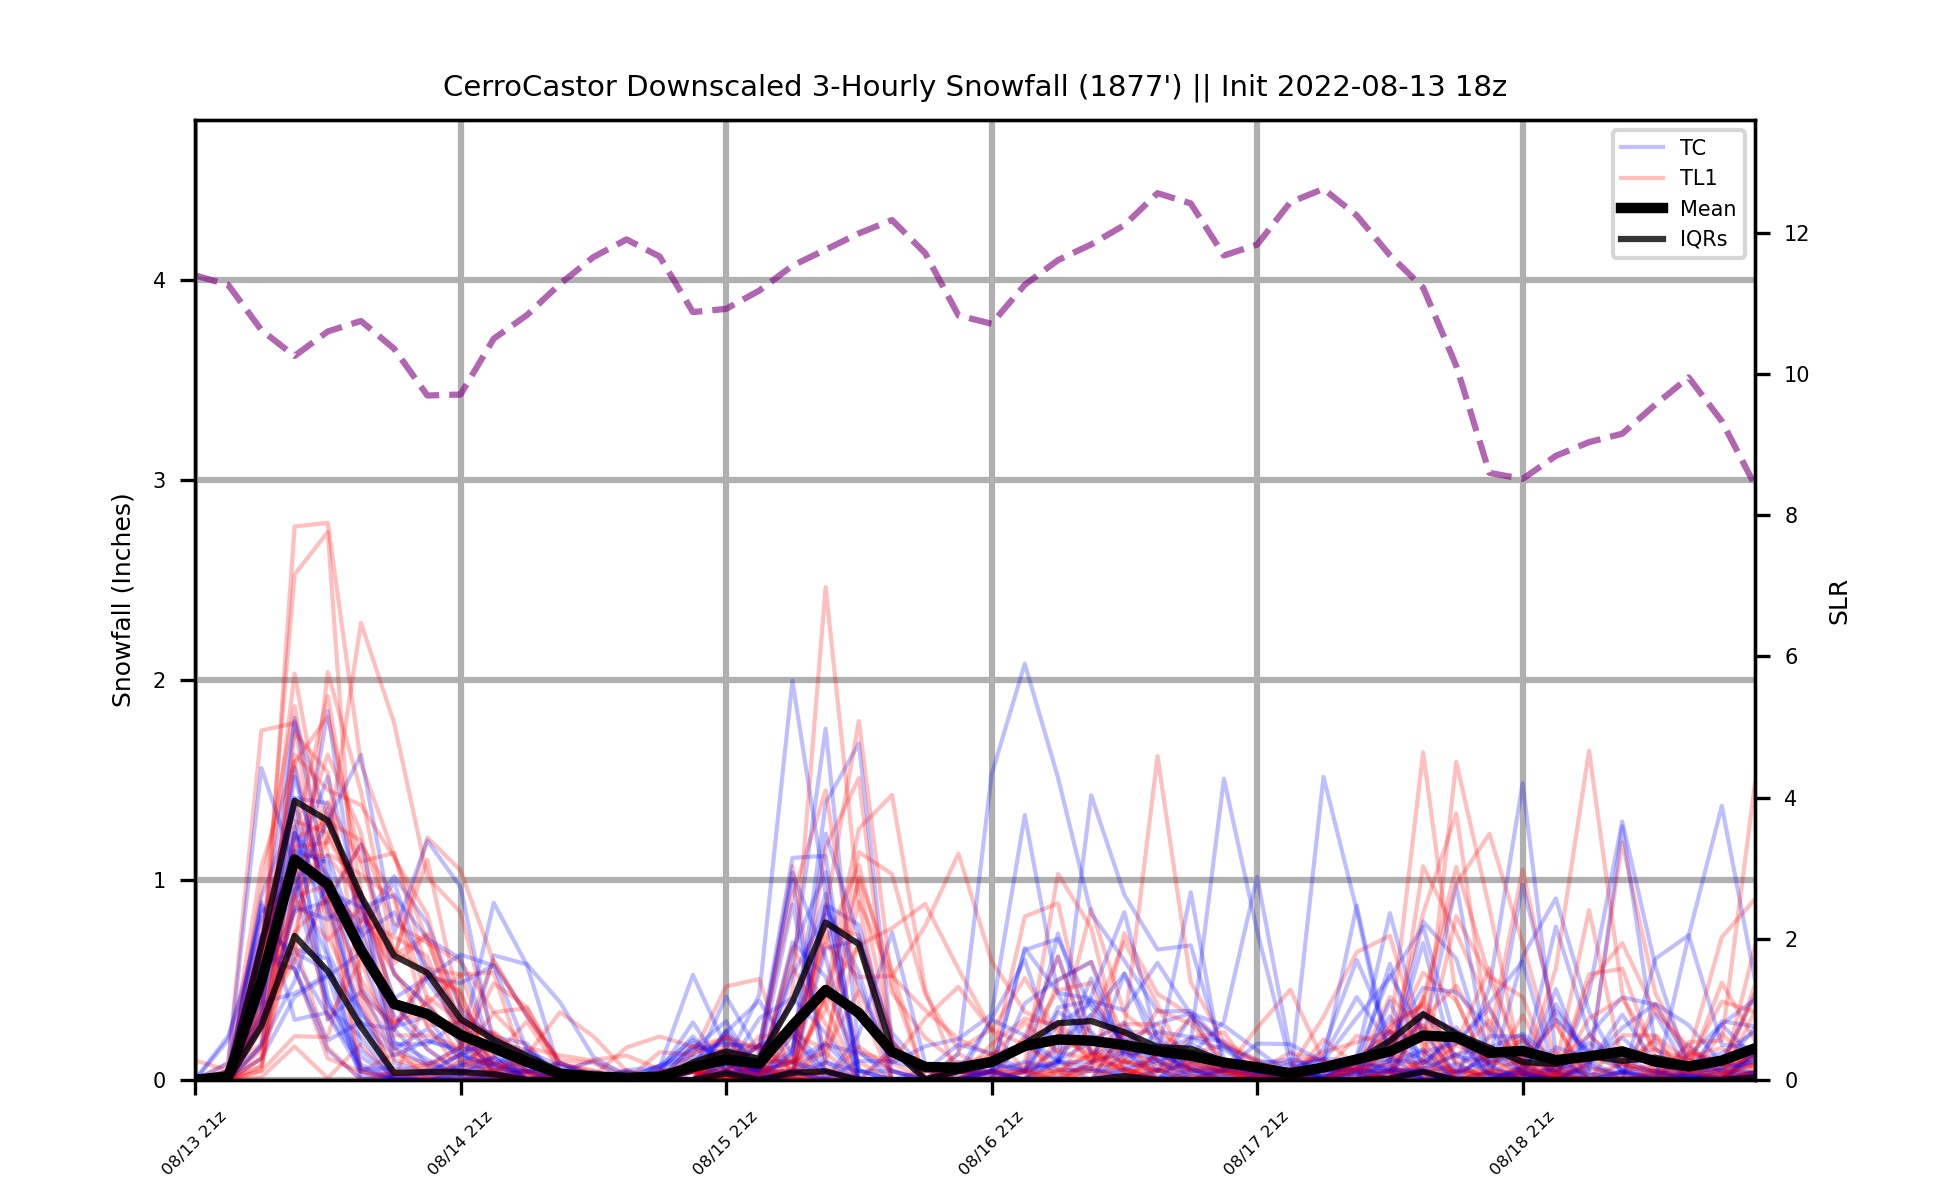 CerroCastor Downscaled 3-Hourly Snowfall (1877') || Init 2022-08-13 18z
TC
TL1
Mean
IQRs
Snowfall (Inches)
4
3
2
1
0
12
10
8
6
4
2
0
SLR
08/13 21z
08/14 21z
08/15 21z
08/16 21z
08/17 21z
08/18 21z